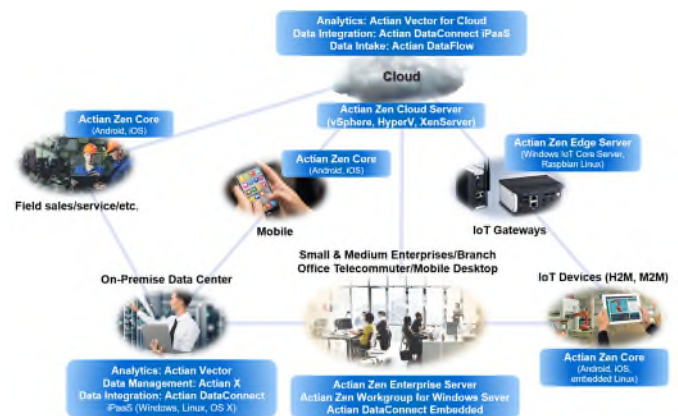 Analytics: Actian Vector for Cloud
Data Integration: Actian DataConnect iPaaS
Data Intake: Actian DataFlow
Cloud
Actian Zen Cloud Server
(vSphere, HyperV, XenServer)
Actian Zen Core
(Android, iOS)
Field sales/service/etc.
Actian Zen Core
(Android, iOS)
Mobile
Actian Zen Edge Server
(Windows IoT Core Server,
Raspbian Linux)
IoT Gateways
On-Premise Data Center
Analytics: Actian Vector
Data Management: Actian X
Data Integration: Actian DataConnect
iPaaS (Windows, Linux, OS X)
Small & Medium Enterprises/Branch
Office Telecommuter/Mobile Desktop
Actian Zen Enterprise Server
Actian Zen Workgroup for Windows Sever
Actian DataConnect Embedded
IoT Devices (H2M, M2M)
Actian Zen Core
(Android, iOS,
embedded Linux)